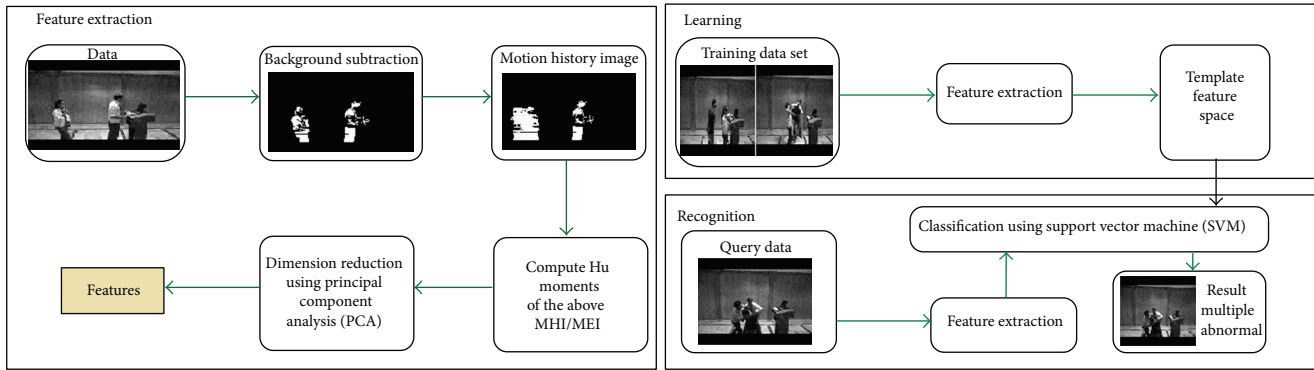 Feature extraction
Data
Background subtraction
Motion history image
Compute Hu
moments
of the above
MHI/MEI
Dimension reduction
using principal
component
analysis (PCA)
Features
Learning
Training data set
Feature extraction
Template
feature
space
Recognition
Query data
Feature extraction
Classification using support vector machine (SVM)
Result
multiple
abnormal